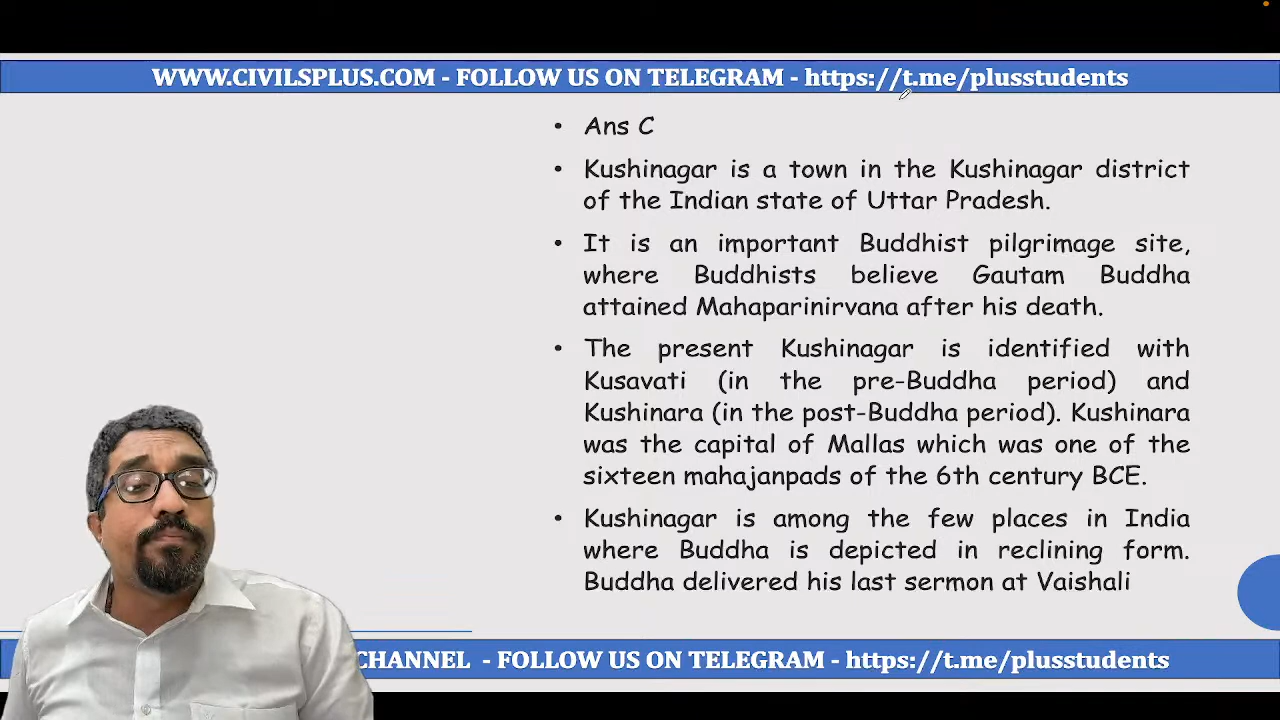 WWW.CIVILSPLUS.COM - FOLLOW US ON TELEGRAM - https://t.me/plusstudents
• Ans C
• Kushinagar is a town in the Kushinagar district
of the Indian state of Uttar Pradesh.
• It is an important Buddhist pilgrimage site,
where Buddhists believe Gautam Buddha
attained Mahaparinirvana after his death.
• The present Kushinagar is identified with
Kusavati (in the pre-Buddha period) and
Kushinara (in the post-Buddha period). Kushinara
was the capital of Mallas which was one of the
sixteen mahajanpads of the 6th century BCE.
• Kushinagar is among the few places in India
where Buddha is depicted in reclining form.
Buddha delivered his last sermon at Vaishali
CHANNEL - FOLLOW US ON TELEGRAM - https://t.me/plusstudents